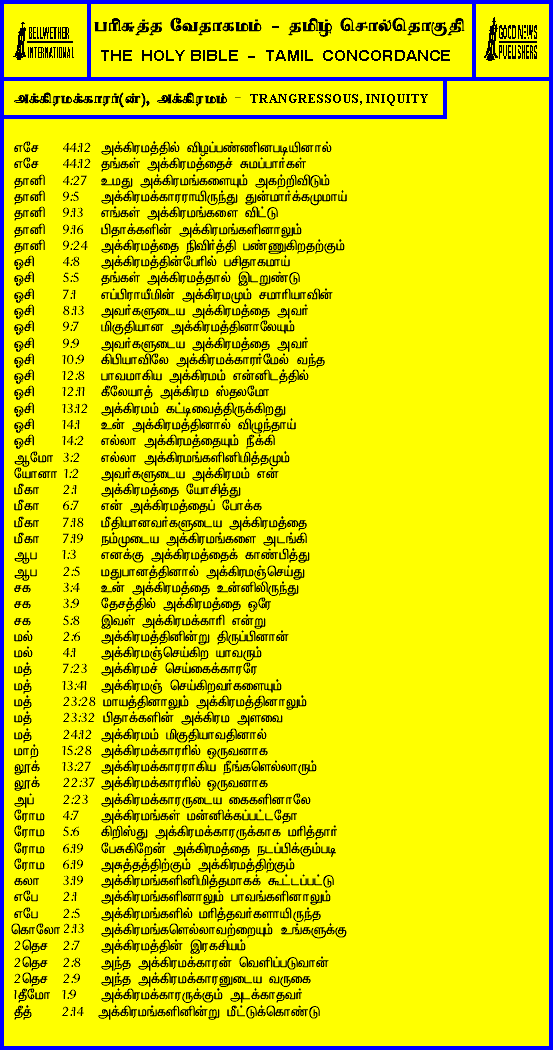 BELLWETHER
INTERNATIONAL
பரிசுத்த வேதாகமம் – தமிழ் சொல்தொகுதி
THE HOLY BIBLE – TAMIL CONCORDANCE
GOOD NEWS
PUBLISHERS
அக்கிரமக்காரர்(ன்), அக்கிரமம் – TRANGRESSOUS, INIQUITY
எசே 44:12 அக்கிரமத்தில் விழப்பண்ணினபடியினால்
எசே 44:12 தங்கள் அக்கிரமத்தைச் சுமப்பார்கள்
தானி 4:27 உமது அக்கிரமங்களையும் அகற்றிவிடும்
தானி 9:5 அக்கிரமக்காரராயிருந்து துன்மார்க்கமுமாய்
தானி 9:13 எங்கள் அக்கிரமங்களை விட்டு
தானி 9:16 பிதாக்களின் அக்கிரமங்களினாலும்
தானி 9:24 அக்கிரமத்தை நிவிர்த்தி பண்ணுகிறதற்கும்
ஓசி 4:8 அக்கிரமத்தின்பேரில் பசிதாகமாய்
ஓசி 5:5 தங்கள் அக்கிரமத்தால் இடறுண்டு
ஓசி 7:1 எப்பிராயீமின் அக்கிரமமும் சமாரியாவின்
ஓசி 8:13 அவர்களுடைய அக்கிரமத்தை அவர்
ஓசி 9:7 மிகுதியான அக்கிரமத்தினாலேயும்
ஓசி 9:9 அவர்களுடைய அக்கிரமத்தை அவர்
ஓசி 10:9 கிபியாவிலே அக்கிரமக்காரர்மேல் வந்த
ஓசி 12:8 பாவமாகிய அக்கிரமம் என்னிடத்தில்
ஓசி 12:11 கீலேயாத் அக்கிரம ஸ்தலமோ
ஓசி 13:12 அக்கிரமம் கட்டிவைத்திருக்கிறது
ஓசி 14:1 உன் அக்கிரமத்தினால் விழுந்தாய்
ஓசி 14:2 எல்லா அக்கிரமத்தையும் நீக்கி
ஆமோ 3:2 எல்லா அக்கிரமங்களினிமித்தமும்
யோனா 1:2 அவர்களுடைய அக்கிரமம் என்
மீகா 2:1 அக்கிரமத்தை யோசித்து
மீகா 6:7 என் அக்கிரமத்தைப் போக்க
மீகா 7:18 மீதியானவர்களுடைய அக்கிரமத்தை
மீகா 7:19 நம்முடைய அக்கிரமங்களை அடங்கி
ஆப 1:3 எனக்கு அக்கிரமத்தைக் காண்பித்து
ஆப 2:5 மதுபானத்தினால் அக்கிரமஞ்செய்து
சக 3:4 உன் அக்கிரமத்தை உன்னிலிருந்து
சக 3:9 தேசத்தில் அக்கிரமத்தை ஒரே
சக 5:8 இவள் அக்கிரமக்காரி என்று
மல் 2:6 அக்கிரமத்தினின்று திருப்பினான்
மல் 4:1 அக்கிரமஞ்செய்கிற யாவரும்
மத் 7:23 அக்கிரமச் செய்கைக்காரரே
மத் 13:41 அக்கிரமஞ் செய்கிறவர்களையும்
மத் 23:28 மாயத்தினாலும் அக்கிரமத்தினாலும்
மத் 23:32 பிதாக்களின் அக்கிரம அளவை
மத் 24:12 அக்கிரமம் மிகுதியாவதினால்
மாற் 15:28 அக்கிரமக்காரரில் ஒருவனாக
லூக் 13:27 அக்கிரமக்காரராகிய நீங்களெல்லாரும்
லூக் 22:37 அக்கிரமக்காரரில் ஒருவனாக
அப் 2:23 அக்கிரமக்காரருடைய கைகளினாலே
ரோம 4:7 அக்கிரமங்கள் மன்னிக்கப்பட்டதோ
ரோம 5:6 கிறிஸ்து அக்கிரமக்காரருக்காக மரித்தார்
ரோம 6:19 பேசுகிறேன் அக்கிரமத்தை நடப்பிக்கும்படி
ரோம 6:19 அசுத்தத்திற்கும் அக்கிரமத்திற்கும்
கலா 3:19 அக்கிரமங்களினிமித்தமாகக் கூட்டப்பட்டு
எபே 2:1 அக்கிரமங்களினாலும் பாவங்களினாலும்
எபே 2:5 அக்கிரமங்களில் மரித்தவர்களாயிருந்த
கொலோ 2:13 அக்கிரமங்களெல்லாவற்றையும் உங்களுக்கு
2தெச 2:7 அக்கிரமத்தின் இரகசியம்
2தெச 2:8 அந்த அக்கிரமக்காரன் வெளிப்படுவான்
2தெச 2:9 அந்த அக்கிரமக்காரனுடைய வருகை
1தீமோ 1:9 அக்கிரமக்காரருக்கும் அடக்காதவர்
தீத் 2:14 அக்கிரமங்களினின்று மீட்டுக்கொண்டு